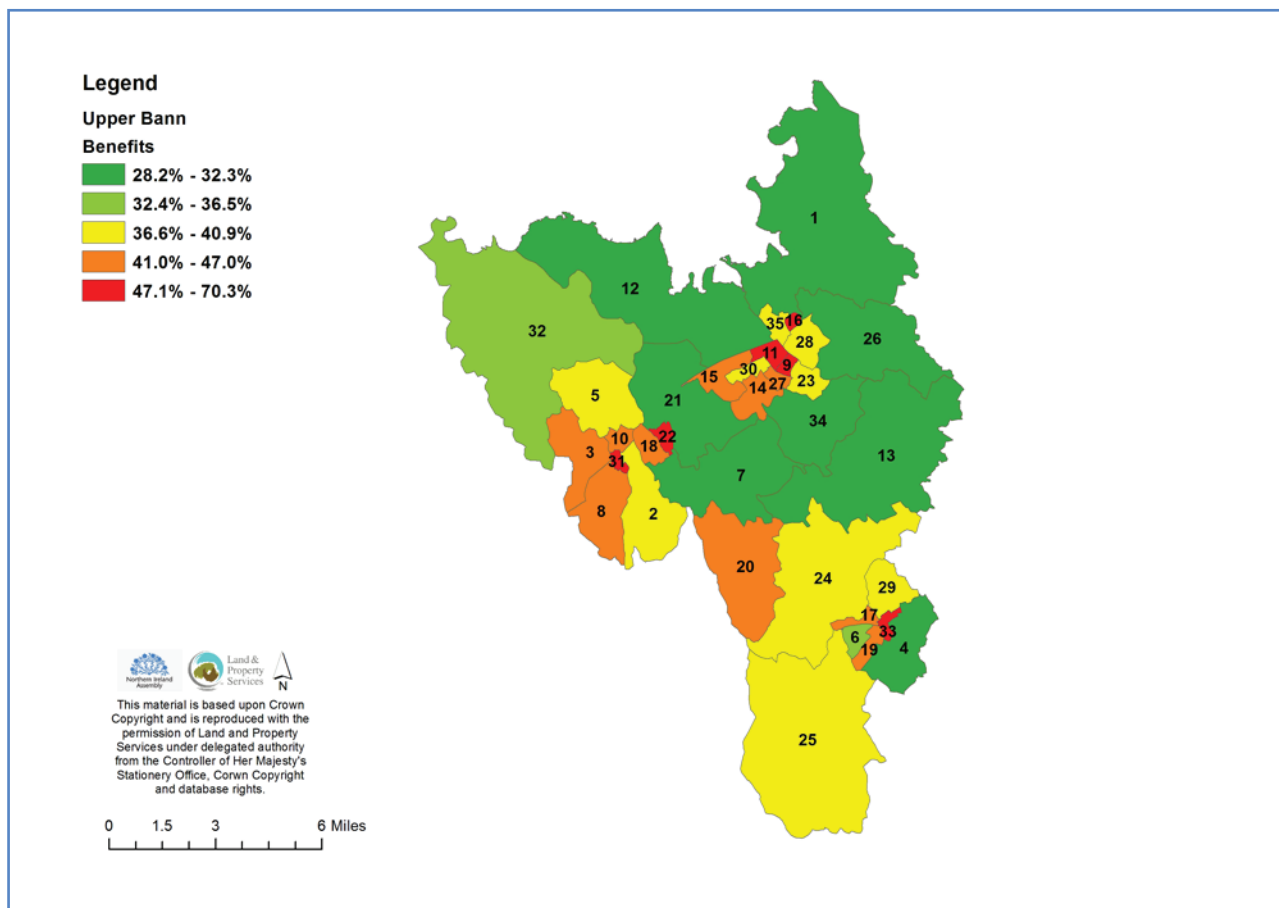 Legend
Upper Bann
Benefits
28.2% - 32.3%
32.4% - 36.5%
36.6% - 40.9%
41.0% - 47.0%
47.1% - 70.3%
1
12
32
35
16
28
26
11
9
30
15
14
27
23
5
21
34
10
18
22
3
31
7
13
8
2
20
24
29
17
33
6
19
4
25
Northern Ireland
Assembly
Land &
Property
Services
N
This material is based upon Crown
Copyright and is reproduced with the
permission of Land and Property
Services under delegated authority
from the Controller of Her Majesty's
Stationery Office, Corwn Copyright
and database rights.
0 1.5 3 6 Miles